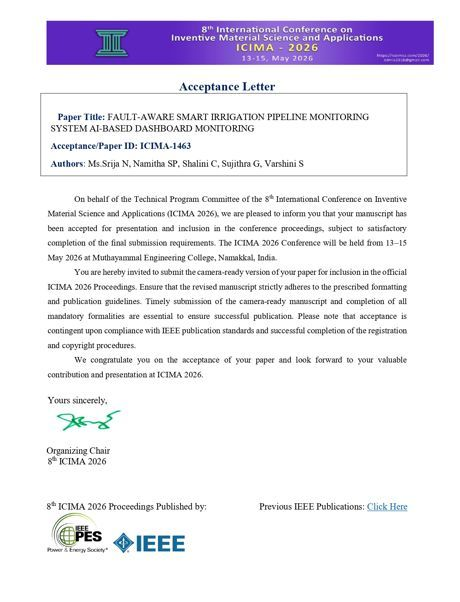 8th International Conference on
Inventive Material Science and Applications
ICIMA - 2026
13-15, May 2026
Acceptance Letter
Paper Title: FAULT-AWARE SMART IRRIGATION PIPELINE MONITORING
SYSTEM AI-BASED DASHBOARD MONITORING
Acceptance/Paper ID: ICIMA-1463
Authors: Ms.Srija N, Namitha SP, Shalini C, Sujithra G, Varshini S
On behalf of the Technical Program Committee of the 8th International Conference on Inventive
Material Science and Applications (ICIMA 2026), we are pleased to inform you that your manuscript has
been accepted for presentation and inclusion in the conference proceedings, subject to satisfactory
completion of the final submission requirements. The ICIMA 2026 Conference will be held from 13–15
May 2026 at Muthayammal Engineering College, Namakkal, India.
You are hereby invited to submit the camera-ready version of your paper for inclusion in the official
ICIMA 2026 Proceedings. Ensure that the revised manuscript strictly adheres to the prescribed formatting
and publication guidelines. Timely submission of the camera-ready manuscript and completion of all
mandatory formalities are essential to ensure successful publication. Please note that acceptance is
contingent upon compliance with IEEE publication standards and successful completion of the registration
and copyright procedures.
We congratulate you on the acceptance of your paper and look forward to your valuable
contribution and presentation at ICIMA 2026.
Yours sincerely,
Organizing Chair
8th ICIMA 2026
8th ICIMA 2026 Proceedings Published by: Previous IEEE Publications: Click Here
IEEE
PES
Power & Energy Society®
IEEE